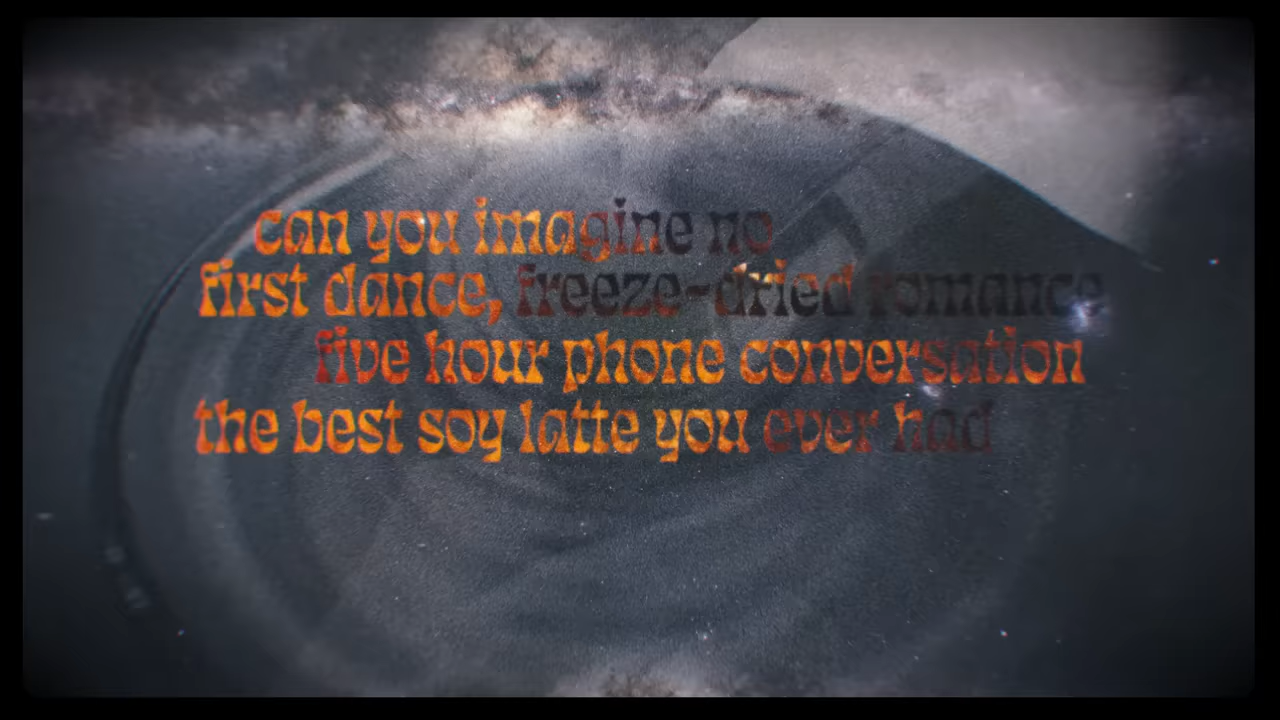 can you imagine no
first dance, freeze-dried romance
five hour phone conversation
the best soy latte you ever had